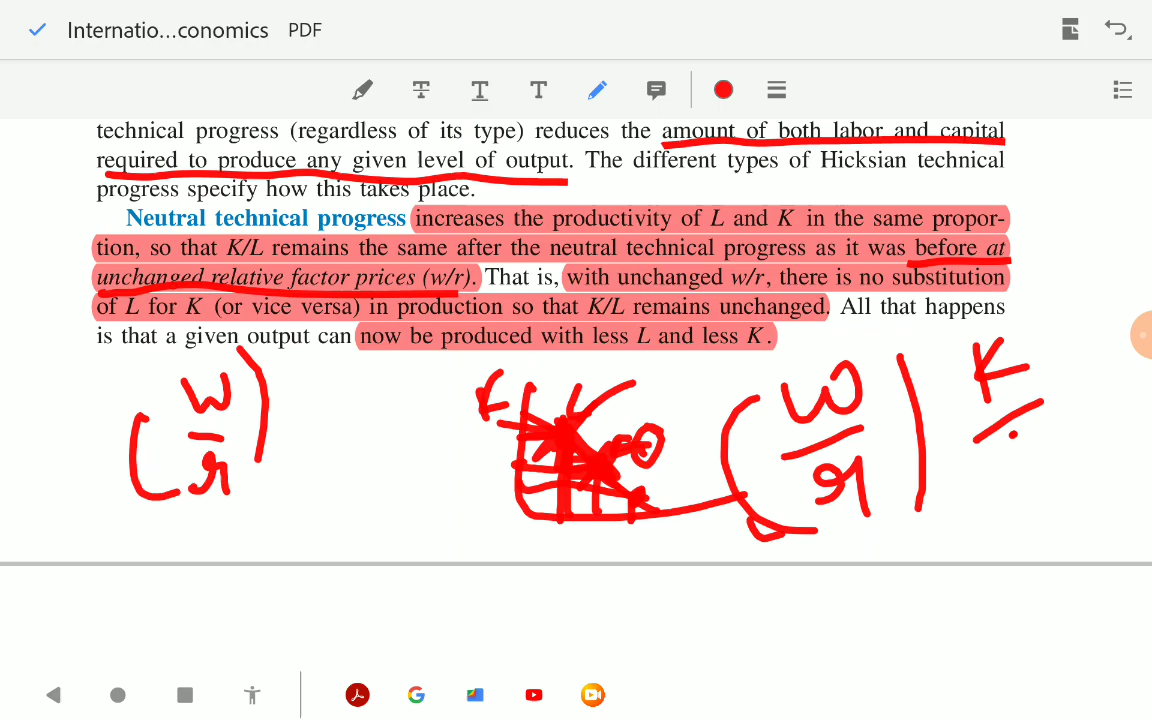 Internatio...conomics PDF
technical progress (regardless of its type) reduces the amount of both labor and capital
required to produce any given level of output. The different types of Hicksian technical
progress specify how this takes place.
Neutral technical progress increases the productivity of L and K in the same propor-
tion, so that K/L remains the same after the neutral technical progress as it was before at
unchanged relative factor prices (w/r). That is, with unchanged w/r, there is no substitution
of L for K (or vice versa) in production so that K/L remains unchanged. All that happens
is that a given output can now be produced with less L and less K.
(w/r)
K
(w/r)
K